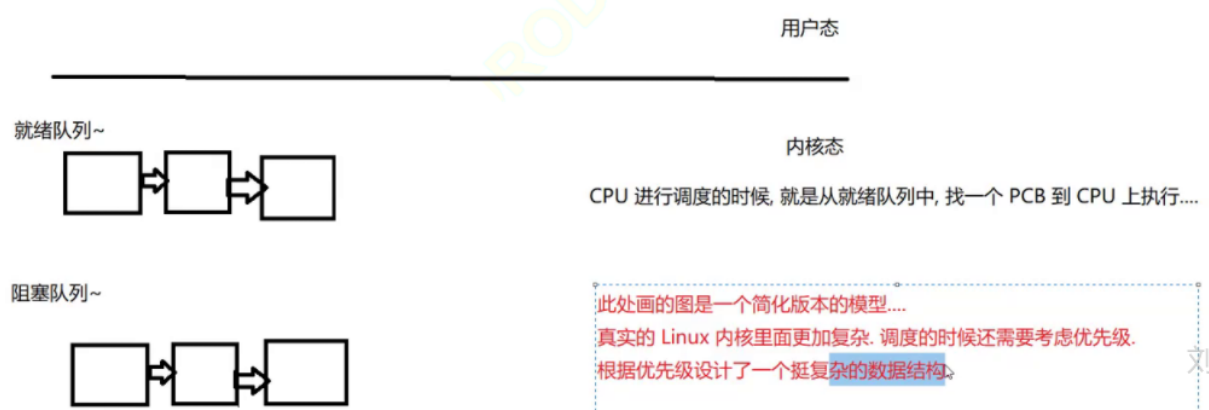 用户态
就绪队列~
内核态
CPU 进行调度的时候, 就是从就绪队列中, 找一个 PCB 到 CPU 上执行....
阻塞队列~
此处画的图是一个简化版本的模型....
真实的 Linux 内核里面更加复杂. 调度的时候还需要考虑优先级.
根据优先级设计了一个挺复杂的数据结构